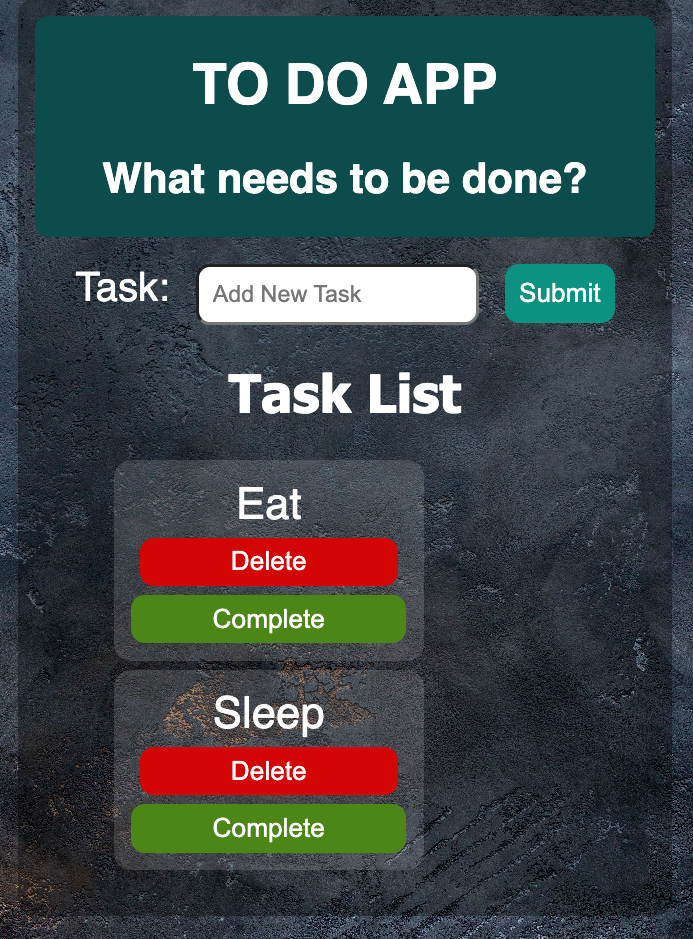 TO DO APP
What needs to be done?
Task: Add New Task Submit
Task List
Eat
Delete
Complete
Sleep
Delete
Complete